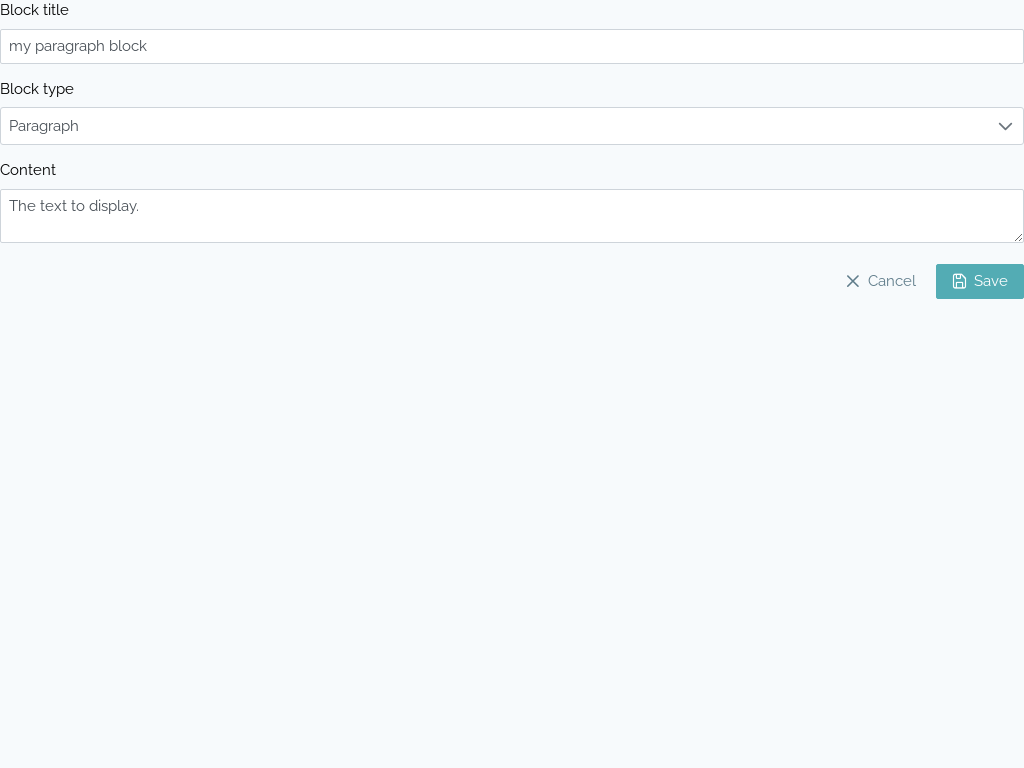 Block title
my paragraph block
Block type
Paragraph
Content
The text to display.
Cancel
Save